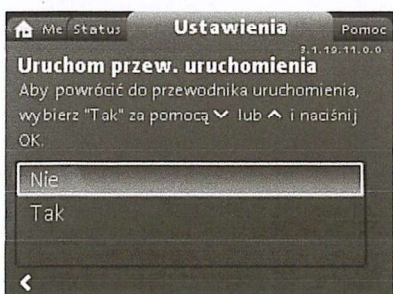 Me Status Ustawienia Pomoc
3.1.19.11.0.0
Uruchom przew. uruchomienia
Aby powrócić do przewodnika uruchomienia,
wybierz "Tak" za pomocą ⌄ lub ⌃ i naciśnij
OK.
Nie
Tak